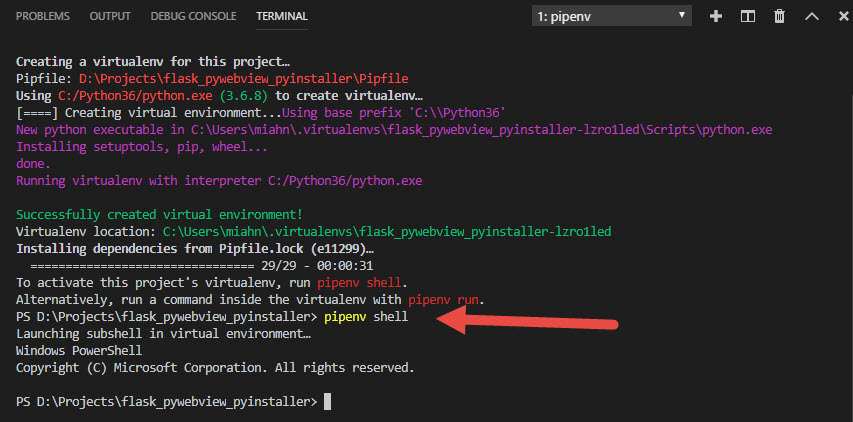 PROBLEMS OUTPUT DEBUG CONSOLE TERMINAL 1: pipenv
Creating a virtualenv for this project…
Pipfile: D:\Projects\flask_pywebview_pyinstaller\Pipfile
Using C:/Python36/python.exe (3.6.8) to create virtualenv…
[====] Creating virtual environment...Using base prefix 'C:\\Python36'
New python executable in C:\Users\miahn\.virtualenvs\flask_pywebview_pyinstaller-lzro1led\Scripts\python.exe
Installing setuptools, pip, wheel...
done.
Running virtualenv with interpreter C:/Python36/python.exe
Successfully created virtual environment!
Virtualenv location: C:\Users\miahn\.virtualenvs\flask_pywebview_pyinstaller-lzro1led
Installing dependencies from Pipfile.lock (e11299)…
================================ 29/29 - 00:00:31
To activate this project's virtualenv, run pipenv shell.
Alternatively, run a command inside the virtualenv with pipenv run.
PS D:\Projects\flask_pywebview_pyinstaller> pipenv shell
Launching subshell in virtual environment…
Windows PowerShell
Copyright (C) Microsoft Corporation. All rights reserved.
PS D:\Projects\flask_pywebview_pyinstaller>